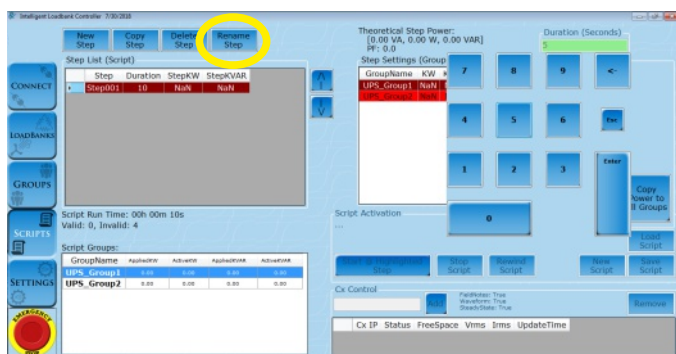 Intelligent Loadbank Controller 7/30/2018
New Step
Copy Step
Delete Step
Rename Step
Theoretical Step Power:
[0.00 VA, 0.00 W, 0.00 VAR]
PF: 0.0
Duration (Seconds)
5
Step List (Script)
Step Duration StepKW StepKVAR
Step001 10 NaN NaN
Step Settings (Group
GroupName KW
UPS_Group1 NaN
UPS_Group2 NaN
7 8 9 <-
4 5 6 Esc
1 2 3 Enter
0
CONNECT
LOADBANKS
GROUPS
SCRIPTS
SETTINGS
EMERGENCY
STOP
Copy
Power to
ll Groups
Script Run Time: 00h 00m 10s
Valid: 0, Invalid: 4
Script Activation
...
Load
Script
Script Groups:
GroupName AppliedKW ActiveKW AppliedKVAR ActiveKVAR
UPS_Group1 0.00 0.00 0.00 0.00
UPS_Group2 0.00 0.00 0.00 0.00
Start @ Highlighted
Step
Stop
Script
Rewind
Script
New
Script
Save
Script
Cx Control
Add
FieldNotes: True
Waveform: True
SteadyState: True
Remove
Cx IP Status FreeSpace Vrms Irms UpdateTime